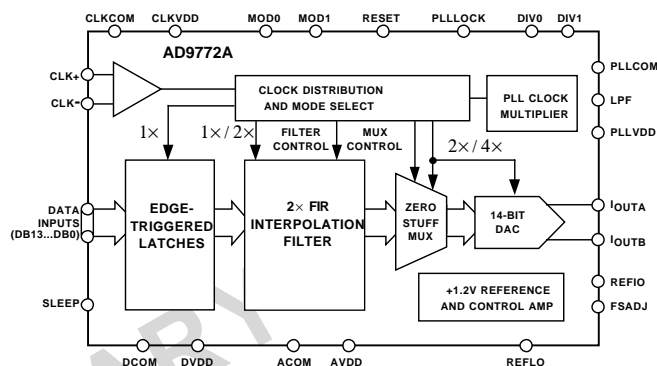 CLKCOM CLKVDD MOD0 MOD1 RESET PLLLOCK DIV0 DIV1
AD9772A
CLK+
CLK–
CLOCK DISTRIBUTION
AND MODE SELECT
PLL CLOCK
MULTIPLIER
PLLCOM
LPF
PLLVDD
1× 1× / 2×
FILTER
CONTROL
MUX
CONTROL
2× / 4×
DATA
INPUTS
(DB13...DB0)
EDGE-
TRIGGERED
LATCHES
2× FIR
INTERPOLATION
FILTER
ZERO
STUFF
MUX
14-BIT
DAC
IOUTA
IOUTB
SLEEP
+1.2V REFERENCE
AND CONTROL AMP
REFIO
FSADJ
DCOM DVDD ACOM AVDD REFLO